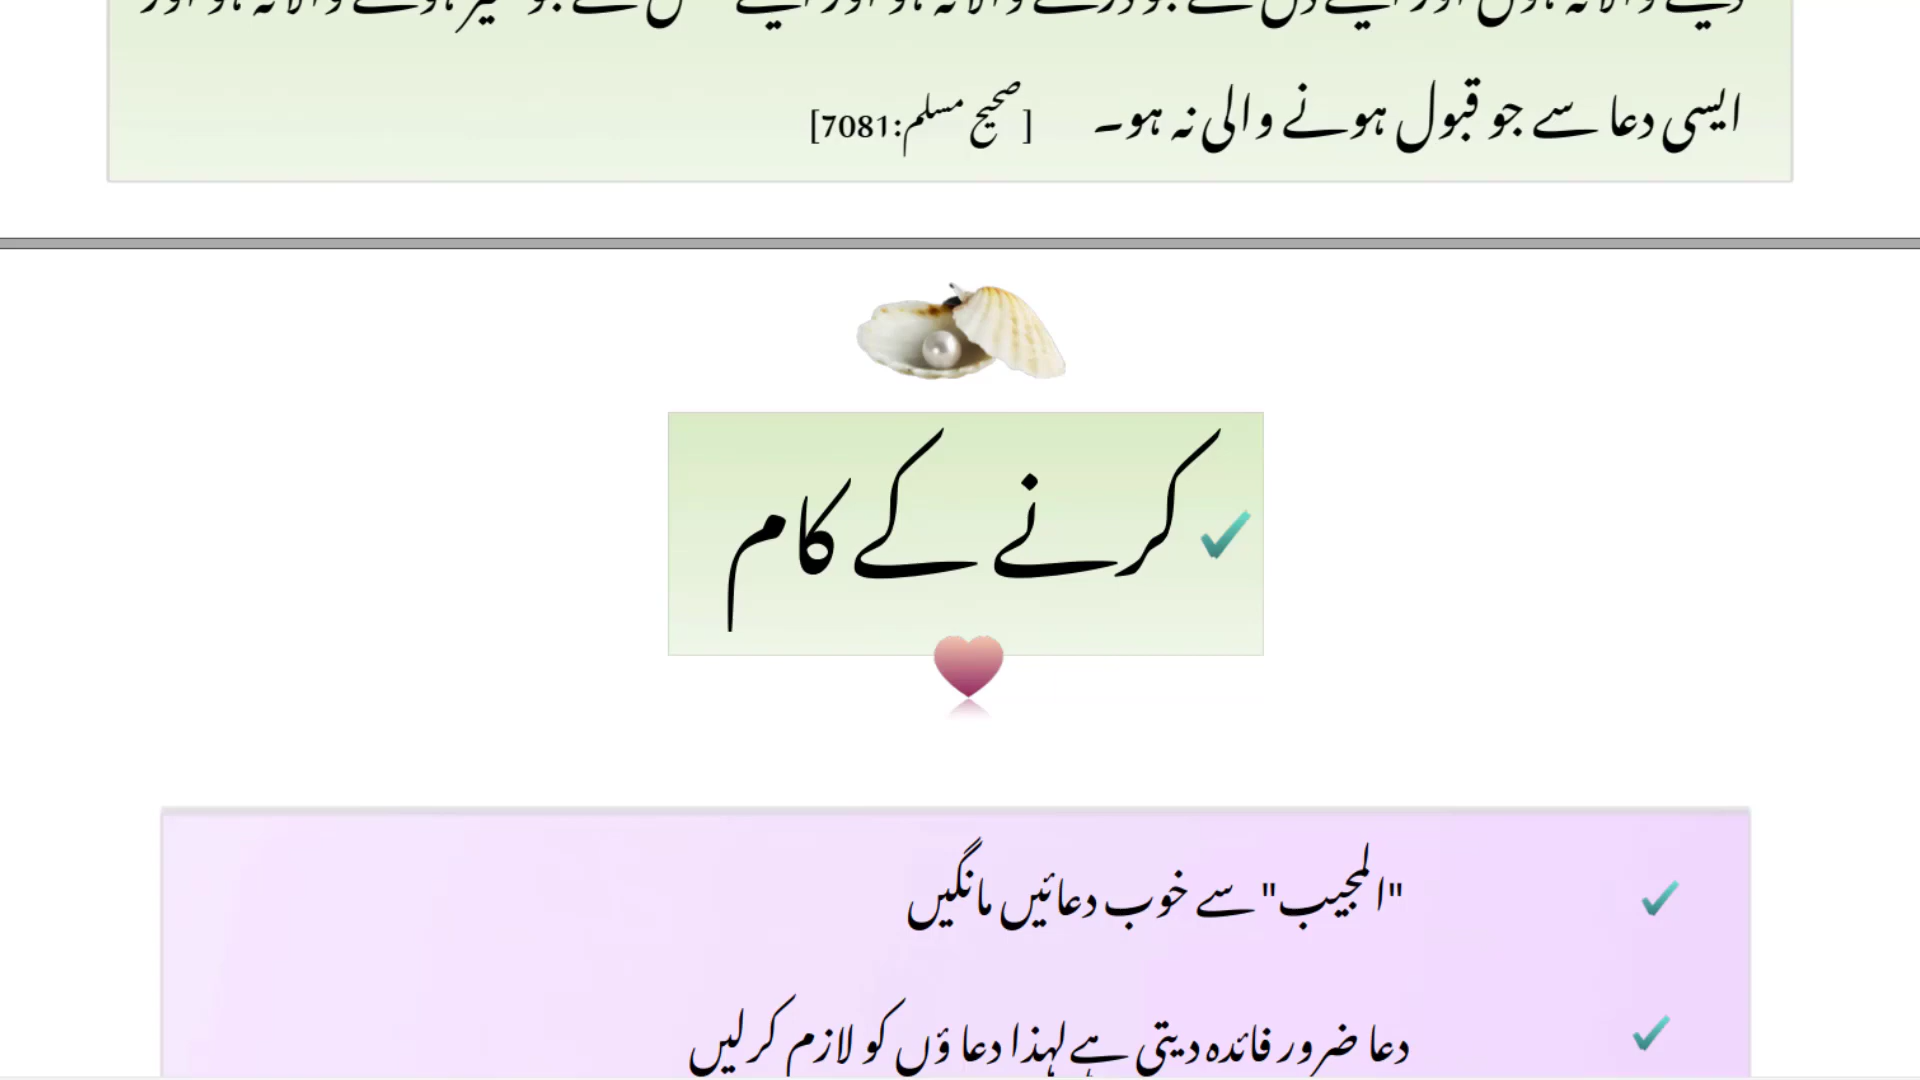 ایسی دعا سے جو قبول ہونے والی نہ ہو۔ [صحیح مسلم:7081]
کرنے کے کام
"المجیب" سے خوب دعائیں مانگیں
دعا ضرور فائدہ دیتی ہے لہذا دعاؤں کو لازم کرلیں